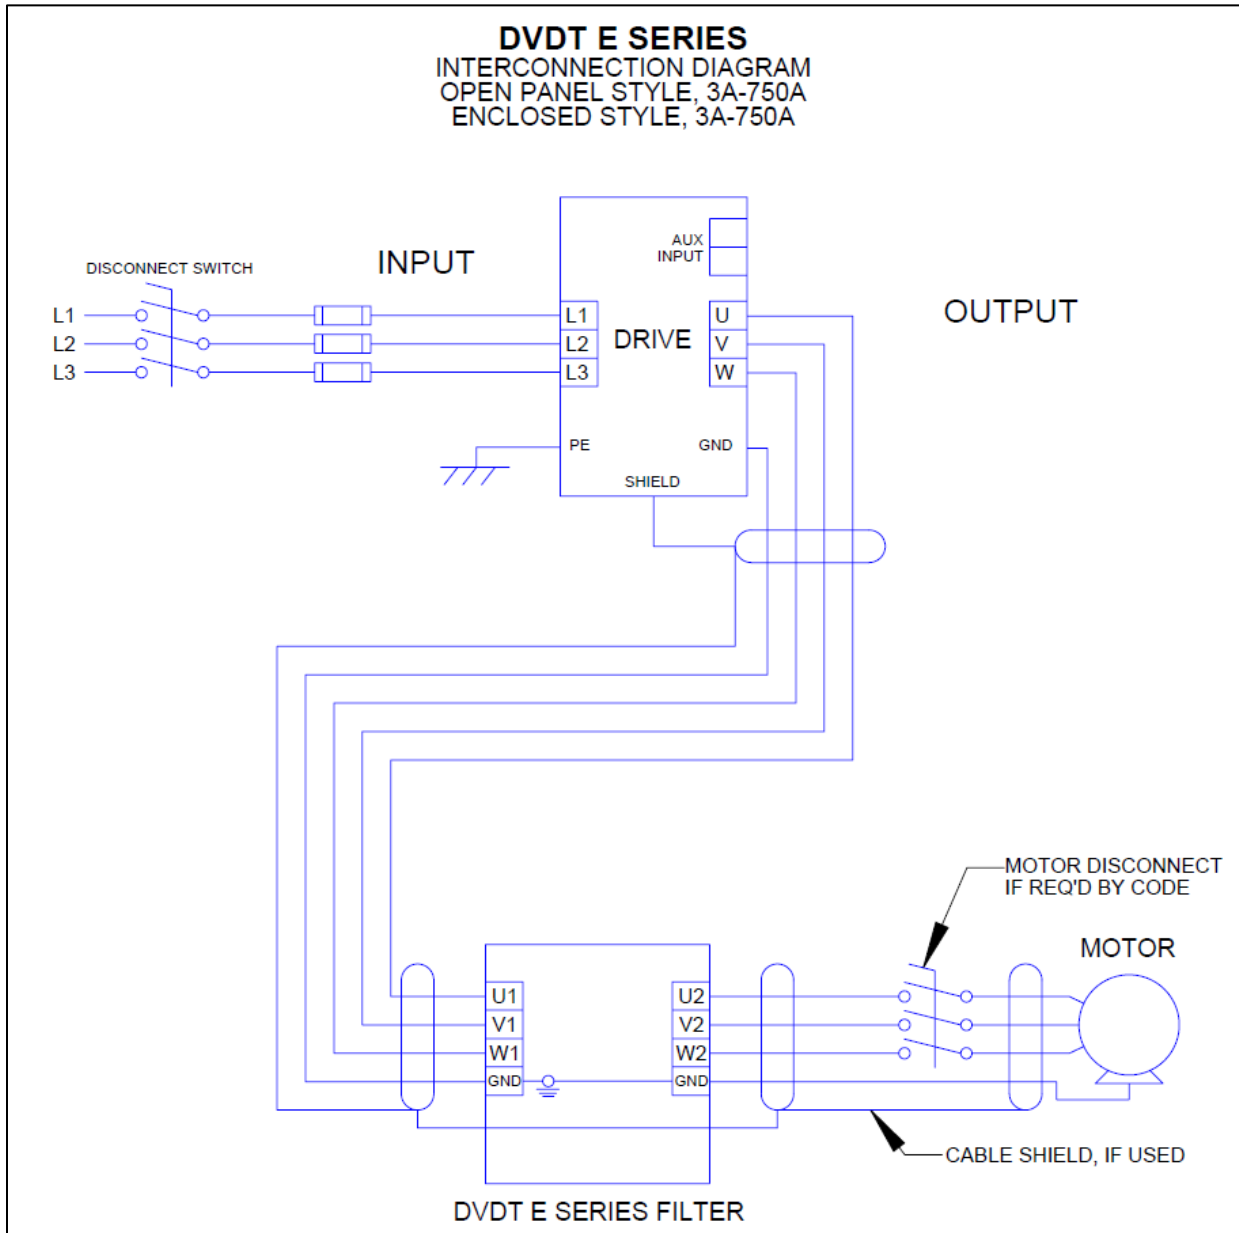 DVDT E SERIES
INTERCONNECTION DIAGRAM
OPEN PANEL STYLE, 3A-750A
ENCLOSED STYLE, 3A-750A
AUX
INPUT
DISCONNECT SWITCH
INPUT
OUTPUT
L1
L2
L3
L1
L2
L3
DRIVE
U
V
W
PE
GND
SHIELD
MOTOR DISCONNECT
IF REQ'D BY CODE
MOTOR
U1
V1
W1
GND
U2
V2
W2
GND
CABLE SHIELD, IF USED
DVDT E SERIES FILTER